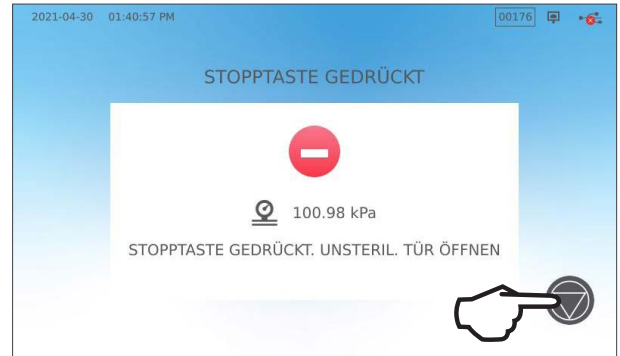 2021-04-30 01:40:57 PM 00176
STOPPTASTE GEDRÜCKT
100.98 kPa
STOPPTASTE GEDRÜCKT. UNSTERIL. TÜR ÖFFNEN